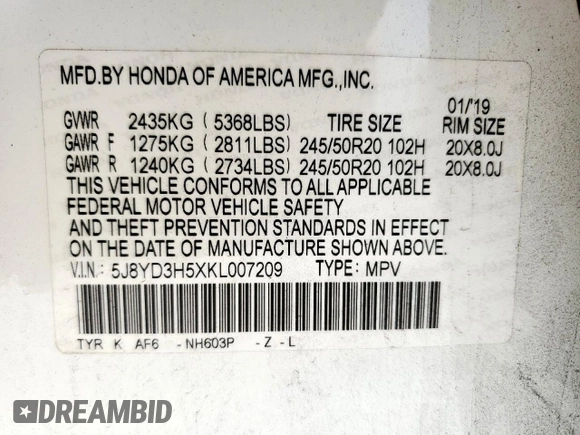 MFD.BY HONDA OF AMERICA MFG.,INC.
01/'19
GVWR 2435KG ( 5368LBS) TIRE SIZE RIM SIZE
GAWR F 1275KG ( 2811LBS) 245/50R20 102H 20X8.0J
GAWR R 1240KG ( 2734LBS) 245/50R20 102H 20X8.0J
THIS VEHICLE CONFORMS TO ALL APPLICABLE
FEDERAL MOTOR VEHICLE SAFETY
AND THEFT PREVENTION STANDARDS IN EFFECT
ON THE DATE OF MANUFACTURE SHOWN ABOVE.
V.I.N.: 5J8YD3H5XKL007209 TYPE: MPV
TYR K AF6 -NH603P -Z-L
DREAMBID